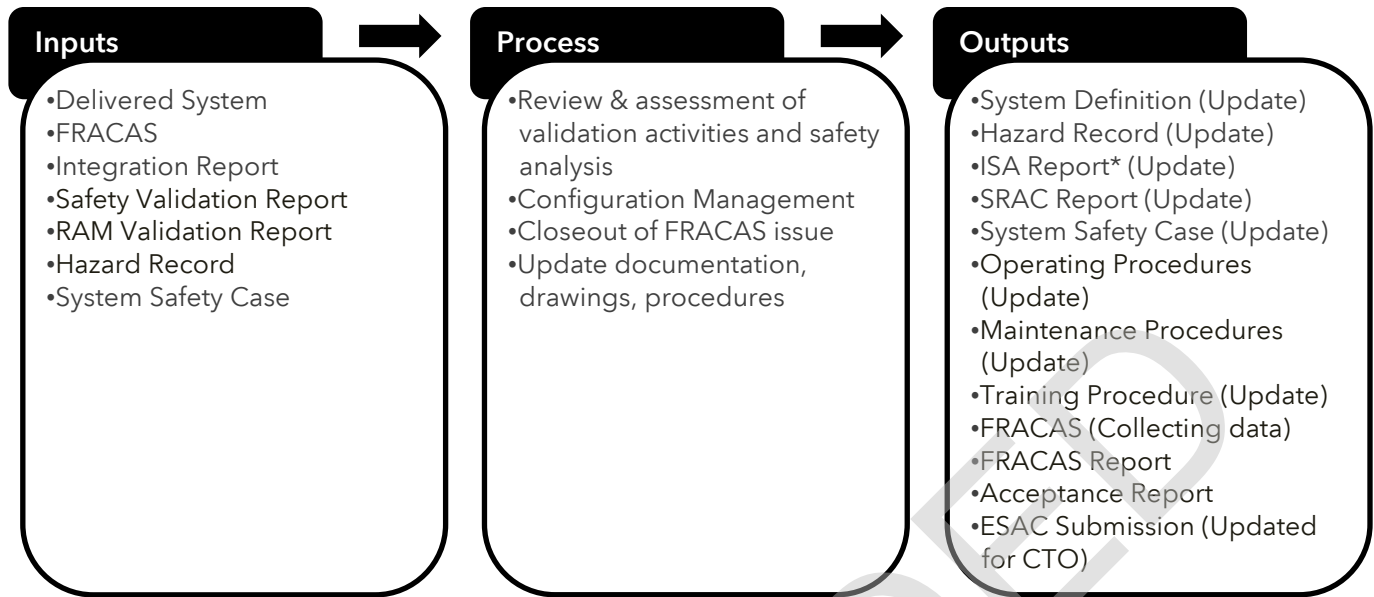 Inputs
•Delivered System
•FRACAS
•Integration Report
•Safety Validation Report
•RAM Validation Report
•Hazard Record
•System Safety Case
Process
•Review & assessment of
validation activities and safety
analysis
•Configuration Management
•Closeout of FRACAS issue
•Update documentation,
drawings, procedures
Outputs
•System Definition (Update)
•Hazard Record (Update)
•ISA Report* (Update)
•SRAC Report (Update)
•System Safety Case (Update)
•Operating Procedures
(Update)
•Maintenance Procedures
(Update)
•Training Procedure (Update)
•FRACAS (Collecting data)
•FRACAS Report
•Acceptance Report
•ESAC Submission (Updated
for CTO)